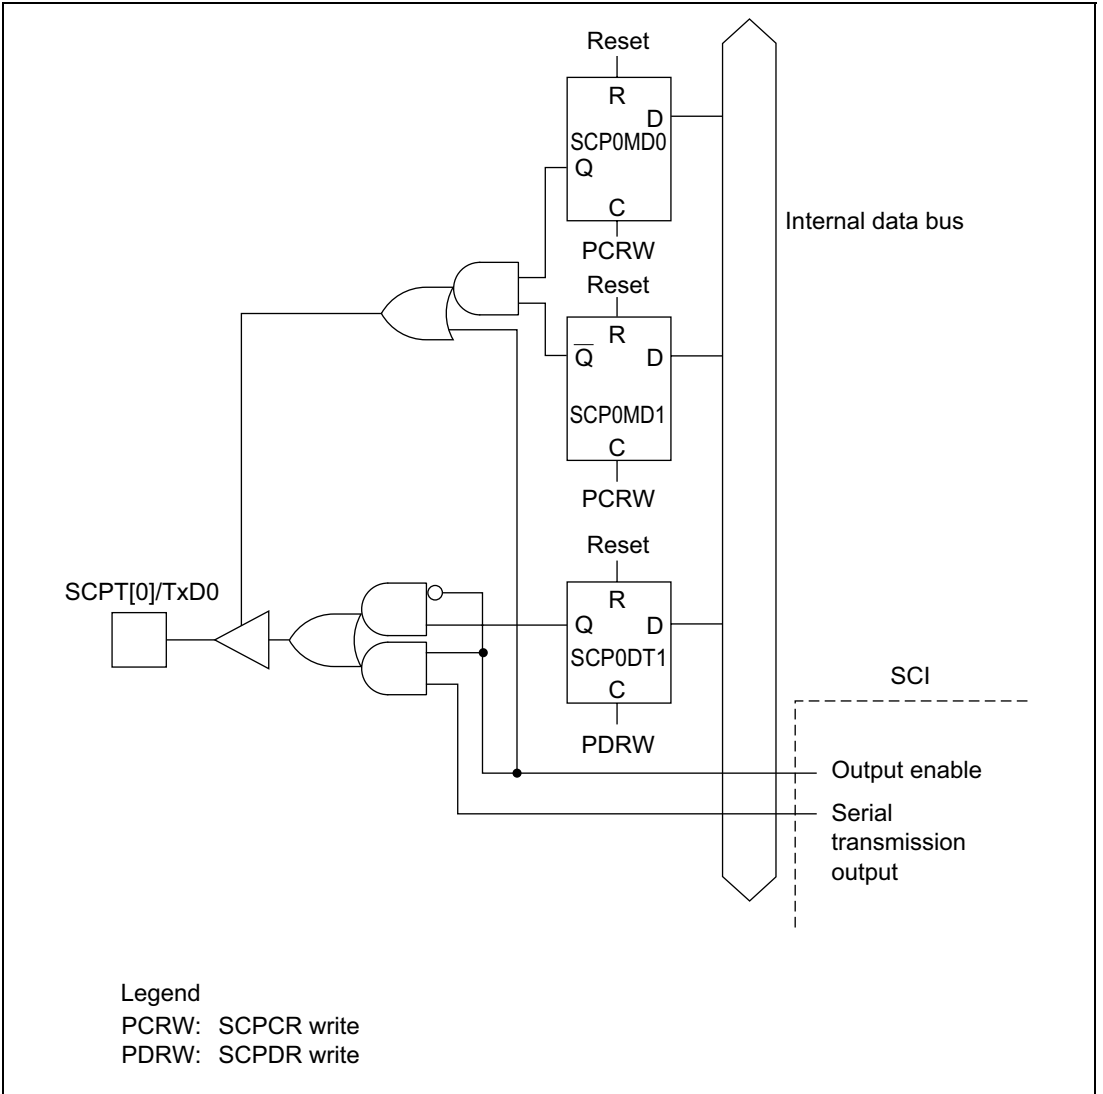 Reset
R
D
SCP0MD0
Q
C
PCRW
Internal data bus
Reset
R
Q̅ D
SCP0MD1
C
PCRW
Reset
R
SCPT[0]/TxD0
Q D
SCP0DT1
C
SCI
PDRW
Output enable
Serial
transmission
output
Legend
PCRW: SCPCR write
PDRW: SCPDR write